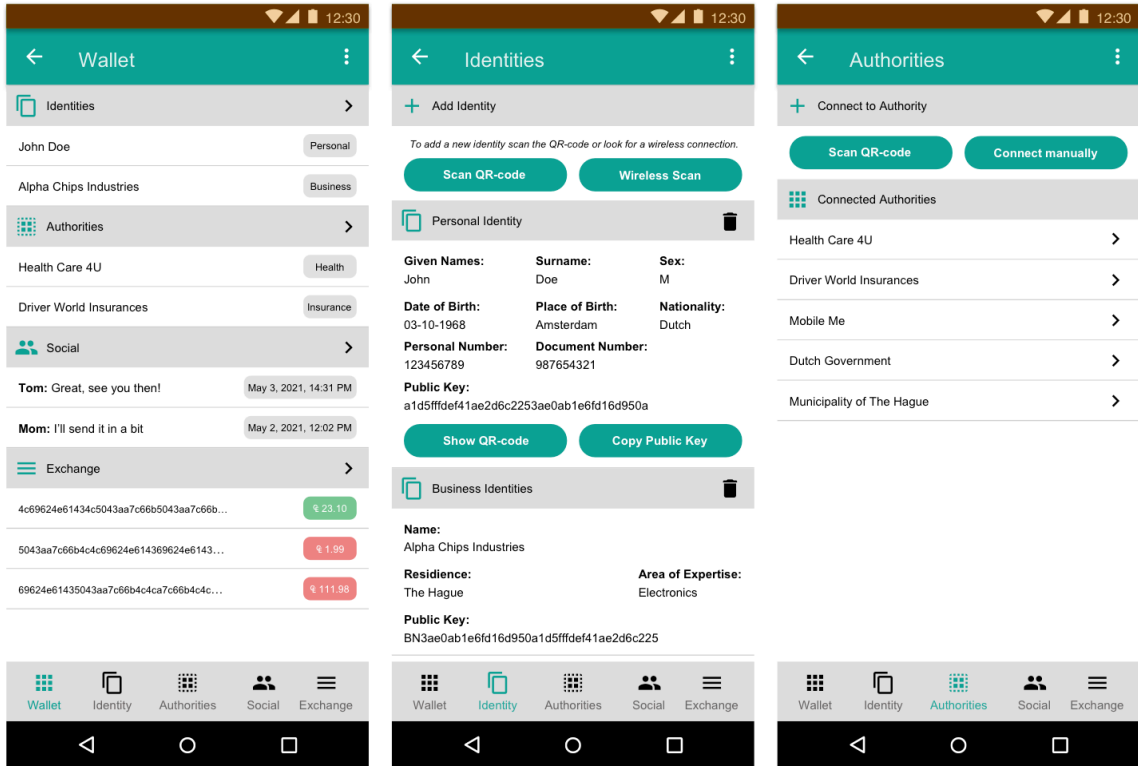 12:30
Wallet
Identities
John Doe Personal
Alpha Chips Industries Business
Authorities
Health Care 4U Health
Driver World Insurances Insurance
Social
Tom: Great, see you then! May 3, 2021, 14:31 PM
Mom: I'll send it in a bit May 2, 2021, 12:02 PM
Exchange
4c69624e61434c5043aa7c66b5043aa7c66b... 23.10
5043aa7c66b4c4c69624e614369624e6143... 1.99
69624e61435043aa7c66b4c4ca7c66b4c4c... 111.98
Wallet Identity Authorities Social Exchange
12:30
Identities
Add Identity
To add a new identity scan the QR-code or look for a wireless connection.
Scan QR-code Wireless Scan
Personal Identity
Given Names: Surname: Sex:
John Doe M
Date of Birth: Place of Birth: Nationality:
03-10-1968 Amsterdam Dutch
Personal Number: Document Number:
123456789 987654321
Public Key:
a1d5fffdef41ae2d6c2253ae0ab1e6fd16d950a
Show QR-code Copy Public Key
Business Identities
Name:
Alpha Chips Industries
Residience: Area of Expertise:
The Hague Electronics
Public Key:
BN3ae0ab1e6fd16d950a1d5fffdef41ae2d6c225
Wallet Identity Authorities Social Exchange
12:30
Authorities
Connect to Authority
Scan QR-code Connect manually
Connected Authorities
Health Care 4U
Driver World Insurances
Mobile Me
Dutch Government
Municipality of The Hague
Wallet Identity Authorities Social Exchange